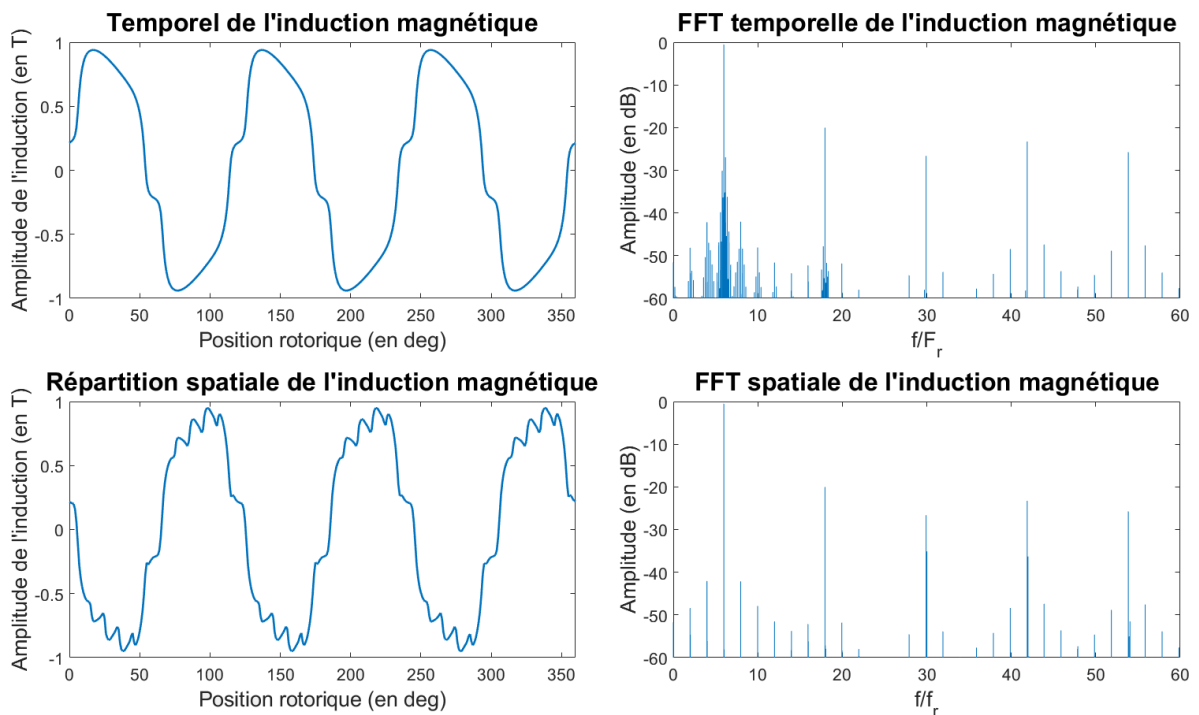 Temporel de l'induction magnétique
Amplitude de l'induction (en T)
1
0.5
0
-0.5
-1
0 50 100 150 200 250 300 350
Position rotorique (en deg)
FFT temporelle de l'induction magnétique
Amplitude (en dB)
0
-10
-20
-30
-40
-50
-60
0 10 20 30 40 50 60
f/F_r
Répartition spatiale de l'induction magnétique
Amplitude de l'induction (en T)
1
0.5
0
-0.5
-1
0 50 100 150 200 250 300 350
Position rotorique (en deg)
FFT spatiale de l'induction magnétique
Amplitude (en dB)
0
-10
-20
-30
-40
-50
-60
0 10 20 30 40 50 60
f/f_r